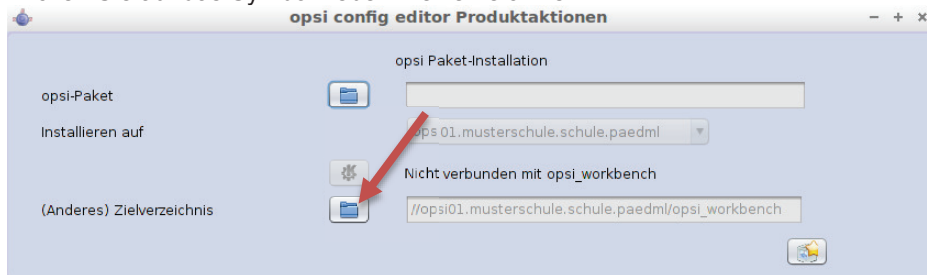 opsi config editor Produktaktionen
opsi Paket-Installation
opsi-Paket
Installieren auf
ops 01.musterschule.schule.paedml
Nicht verbunden mit opsi_workbench
(Anderes) Zielverzeichnis
//opsi01.musterschule.schule.paedml/opsi_workbench